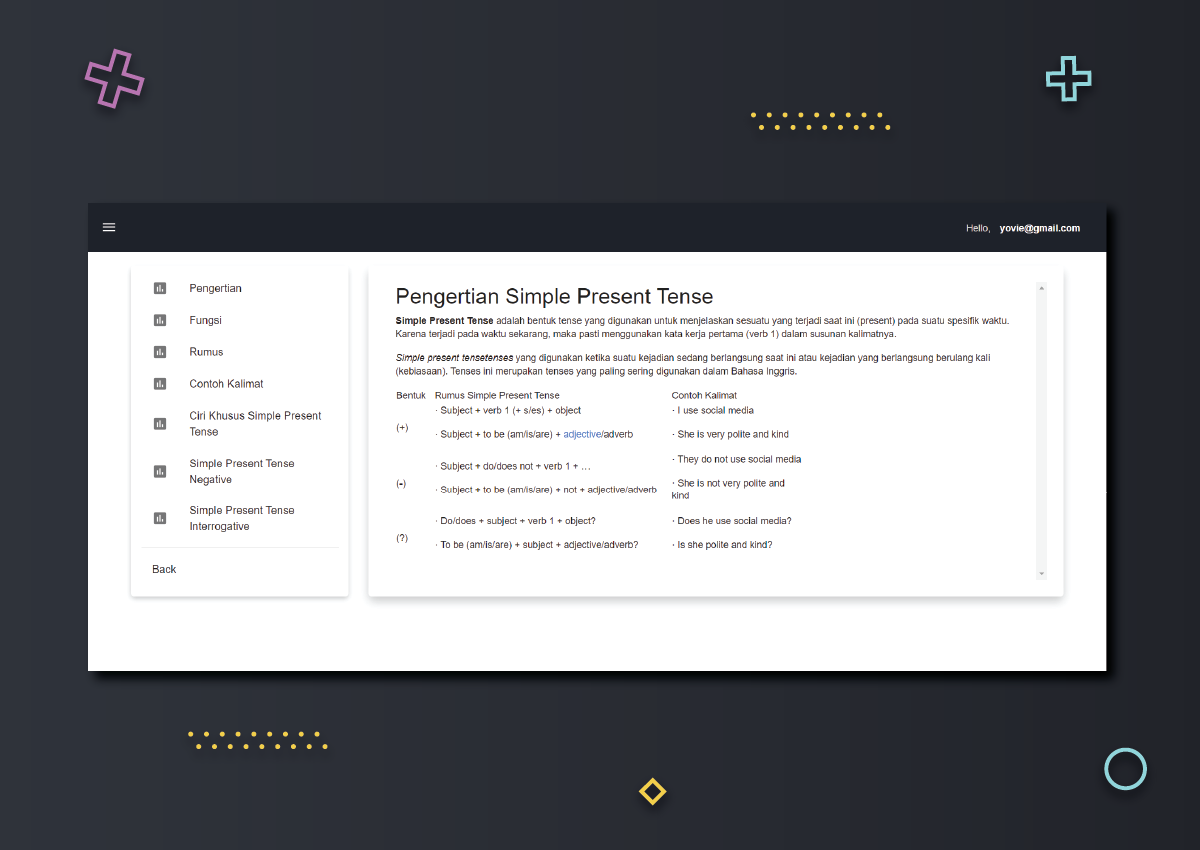 Hello, yovie@gmail.com
Pengertian
Fungsi
Rumus
Contoh Kalimat
Ciri Khusus Simple Present
Tense
Simple Present Tense
Negative
Simple Present Tense
Interrogative
Back
Pengertian Simple Present Tense
Simple Present Tense adalah bentuk tense yang digunakan untuk menjelaskan sesuatu yang terjadi saat ini (present) pada suatu spesifik waktu.
Karena terjadi pada waktu sekarang, maka pasti menggunakan kata kerja pertama (verb 1) dalam susunan kalimatnya.
Simple present tensetenses yang digunakan ketika suatu kejadian sedang berlangsung saat ini atau kejadian yang berlangsung berulang kali
(kebiasaan). Tenses ini merupakan tenses yang paling sering digunakan dalam Bahasa Inggris.
Bentuk Rumus Simple Present Tense Contoh Kalimat
(+)
· Subject + verb 1 (+ s/es) + object
· Subject + to be (am/is/are) + adjective/adverb
· I use social media
· She is very polite and kind
(-)
· Subject + do/does not + verb 1 + …
· Subject + to be (am/is/are) + not + adjective/adverb
· They do not use social media
· She is not very polite and
kind
(?)
· Do/does + subject + verb 1 + object?
· To be (am/is/are) + subject + adjective/adverb?
· Does he use social media?
· Is she polite and kind?